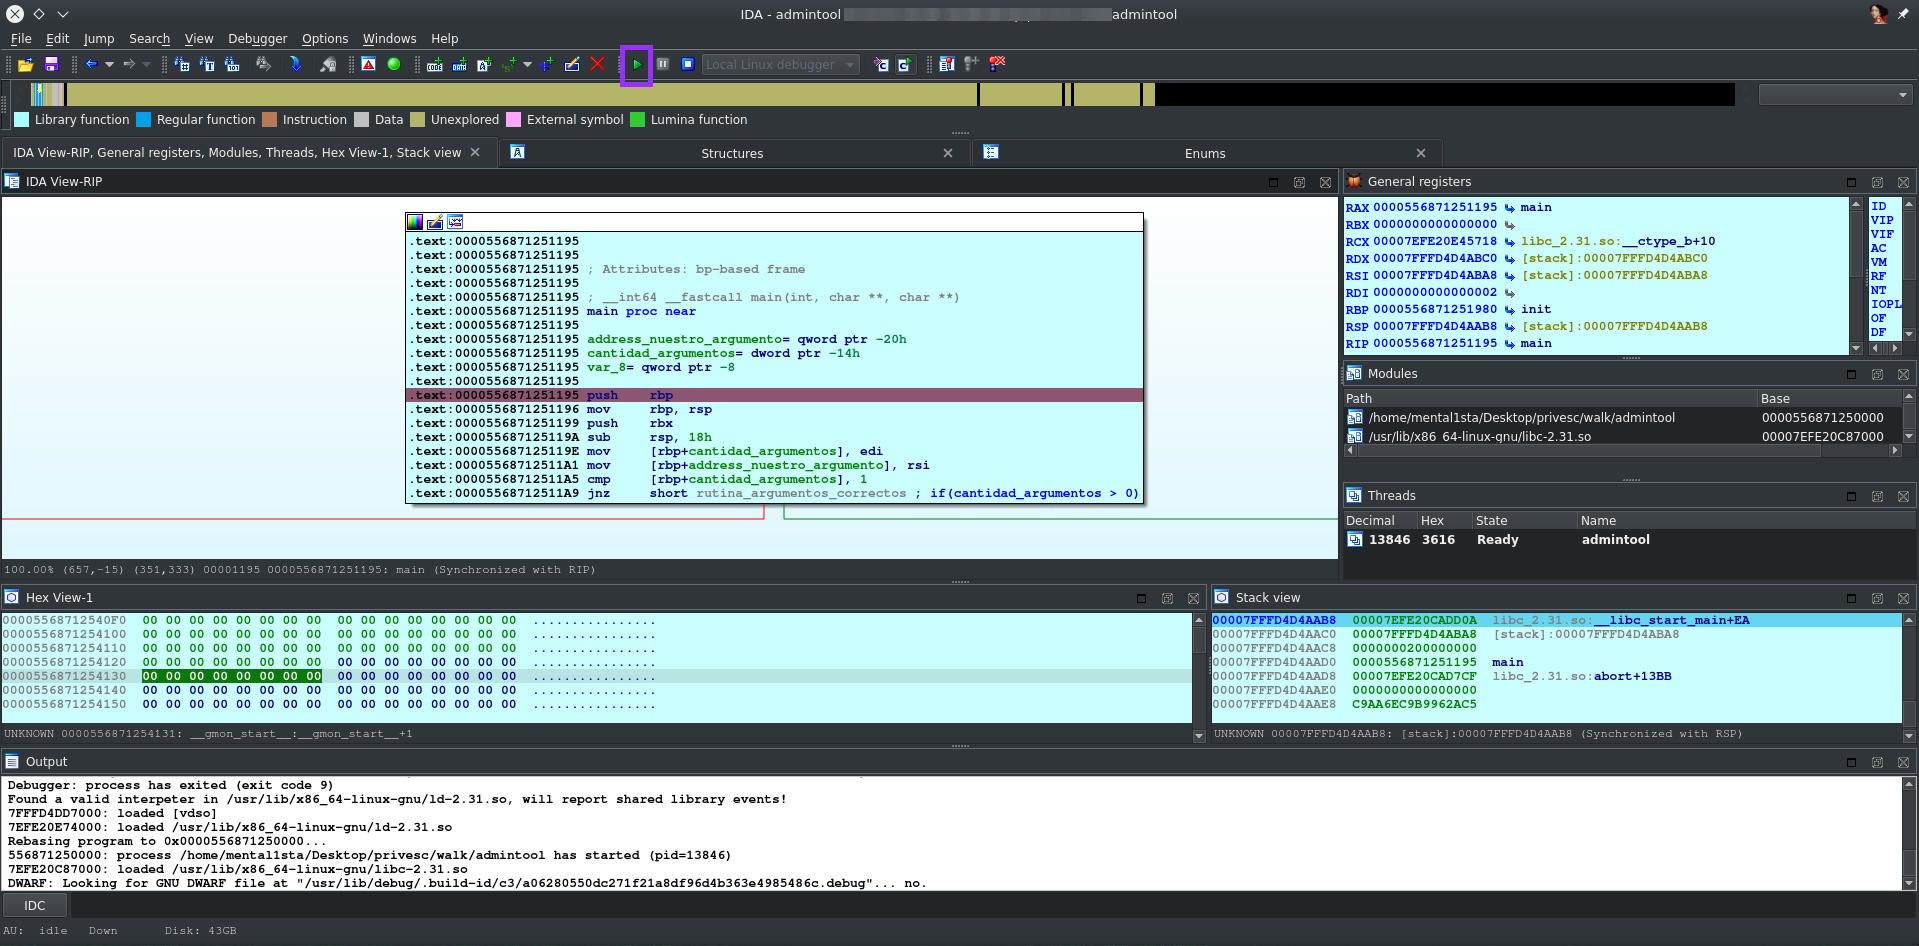 IDA - admintool admintool
File Edit Jump Search View Debugger Options Windows Help
Local Linux debugger
Library function Regular function Instruction Data Unexplored External symbol Lumina function
IDA View-RIP, General registers, Modules, Threads, Hex View-1, Stack view Structures Enums
IDA View-RIP
.text:0000556871251195
.text:0000556871251195
.text:0000556871251195 ; Attributes: bp-based frame
.text:0000556871251195
.text:0000556871251195 ; __int64 __fastcall main(int, char **, char **)
.text:0000556871251195 main proc near
.text:0000556871251195
.text:0000556871251195 address_nuestro_argumento= qword ptr -20h
.text:0000556871251195 cantidad_argumentos= dword ptr -14h
.text:0000556871251195 var_8= qword ptr -8
.text:0000556871251195
.text:0000556871251195 push rbp
.text:0000556871251196 mov rbp, rsp
.text:0000556871251199 push rbx
.text:000055687125119A sub rsp, 18h
.text:000055687125119E mov [rbp+cantidad_argumentos], edi
.text:00005568712511A1 mov [rbp+address_nuestro_argumento], rsi
.text:00005568712511A5 cmp [rbp+cantidad_argumentos], 1
.text:00005568712511A9 jnz short rutina_argumentos_correctos ; if(cantidad_argumentos > 0)
100.00% (657,-15) (351,333) 00001195 0000556871251195: main (Synchronized with RIP)
General registers
RAX 0000556871251195 main
RBX 0000000000000000
RCX 00007EFE20E45718 libc_2.31.so:__ctype_b+10
RDX 00007FFFD4D4ABC0 [stack]:00007FFFD4D4ABC0
RSI 00007FFFD4D4ABA8 [stack]:00007FFFD4D4ABA8
RDI 0000000000000002
RBP 0000556871251980 init
RSP 00007FFFD4D4AAB8 [stack]:00007FFFD4D4AAB8
RIP 0000556871251195 main
ID
VIP
VIF
AC
VM
RF
NT
IOPL
OF
DF
Modules
Path Base
/home/mental1sta/Desktop/privesc/walk/admintool 0000556871250000
/usr/lib/x86_64-linux-gnu/libc-2.31.so 00007EFE20C87000
Threads
Decimal Hex State Name
13846 3616 Ready admintool
Hex View-1
00005568712540F0 00 00 00 00 00 00 00 00 00 00 00 00 00 00 00 00 ................
0000556871254100 00 00 00 00 00 00 00 00 00 00 00 00 00 00 00 00 ................
0000556871254110 00 00 00 00 00 00 00 00 00 00 00 00 00 00 00 00 ................
0000556871254120 00 00 00 00 00 00 00 00 00 00 00 00 00 00 00 00 ................
0000556871254130 00 00 00 00 00 00 00 00 00 00 00 00 00 00 00 00 ................
0000556871254140 00 00 00 00 00 00 00 00 00 00 00 00 00 00 00 00 ................
0000556871254150 00 00 00 00 00 00 00 00 00 00 00 00 00 00 00 00 ................
UNKNOWN 0000556871254131: __gmon_start__:__gmon_start__+1
Stack view
00007FFFD4D4AAB8 00007EFE20CADD0A libc_2.31.so:__libc_start_main+EA
00007FFFD4D4AAC0 00007FFFD4D4ABA8 [stack]:00007FFFD4D4ABA8
00007FFFD4D4AAC8 0000000200000000
00007FFFD4D4AAD0 0000556871251195 main
00007FFFD4D4AAD8 00007EFE20CAD7CF libc_2.31.so:abort+13BB
00007FFFD4D4AAE0 0000000000000000
00007FFFD4D4AAE8 C9AA6EC9B9962AC5
UNKNOWN 00007FFFD4D4AAB8: [stack]:00007FFFD4D4AAB8 (Synchronized with RSP)
Output
Debugger: process has exited (exit code 9)
Found a valid interpeter in /usr/lib/x86_64-linux-gnu/ld-2.31.so, will report shared library events!
7FFFD4DD7000: loaded [vdso]
7EFE20E74000: loaded /usr/lib/x86_64-linux-gnu/ld-2.31.so
Rebasing program to 0x0000556871250000...
556871250000: process /home/mental1sta/Desktop/privesc/walk/admintool has started (pid=13846)
7EFE20C87000: loaded /usr/lib/x86_64-linux-gnu/libc-2.31.so
DWARF: Looking for GNU DWARF file at "/usr/lib/debug/.build-id/c3/a06280550dc271f21a8df96d4b363e4985486c.debug"... no.
IDC
AU: idle Down Disk: 43GB